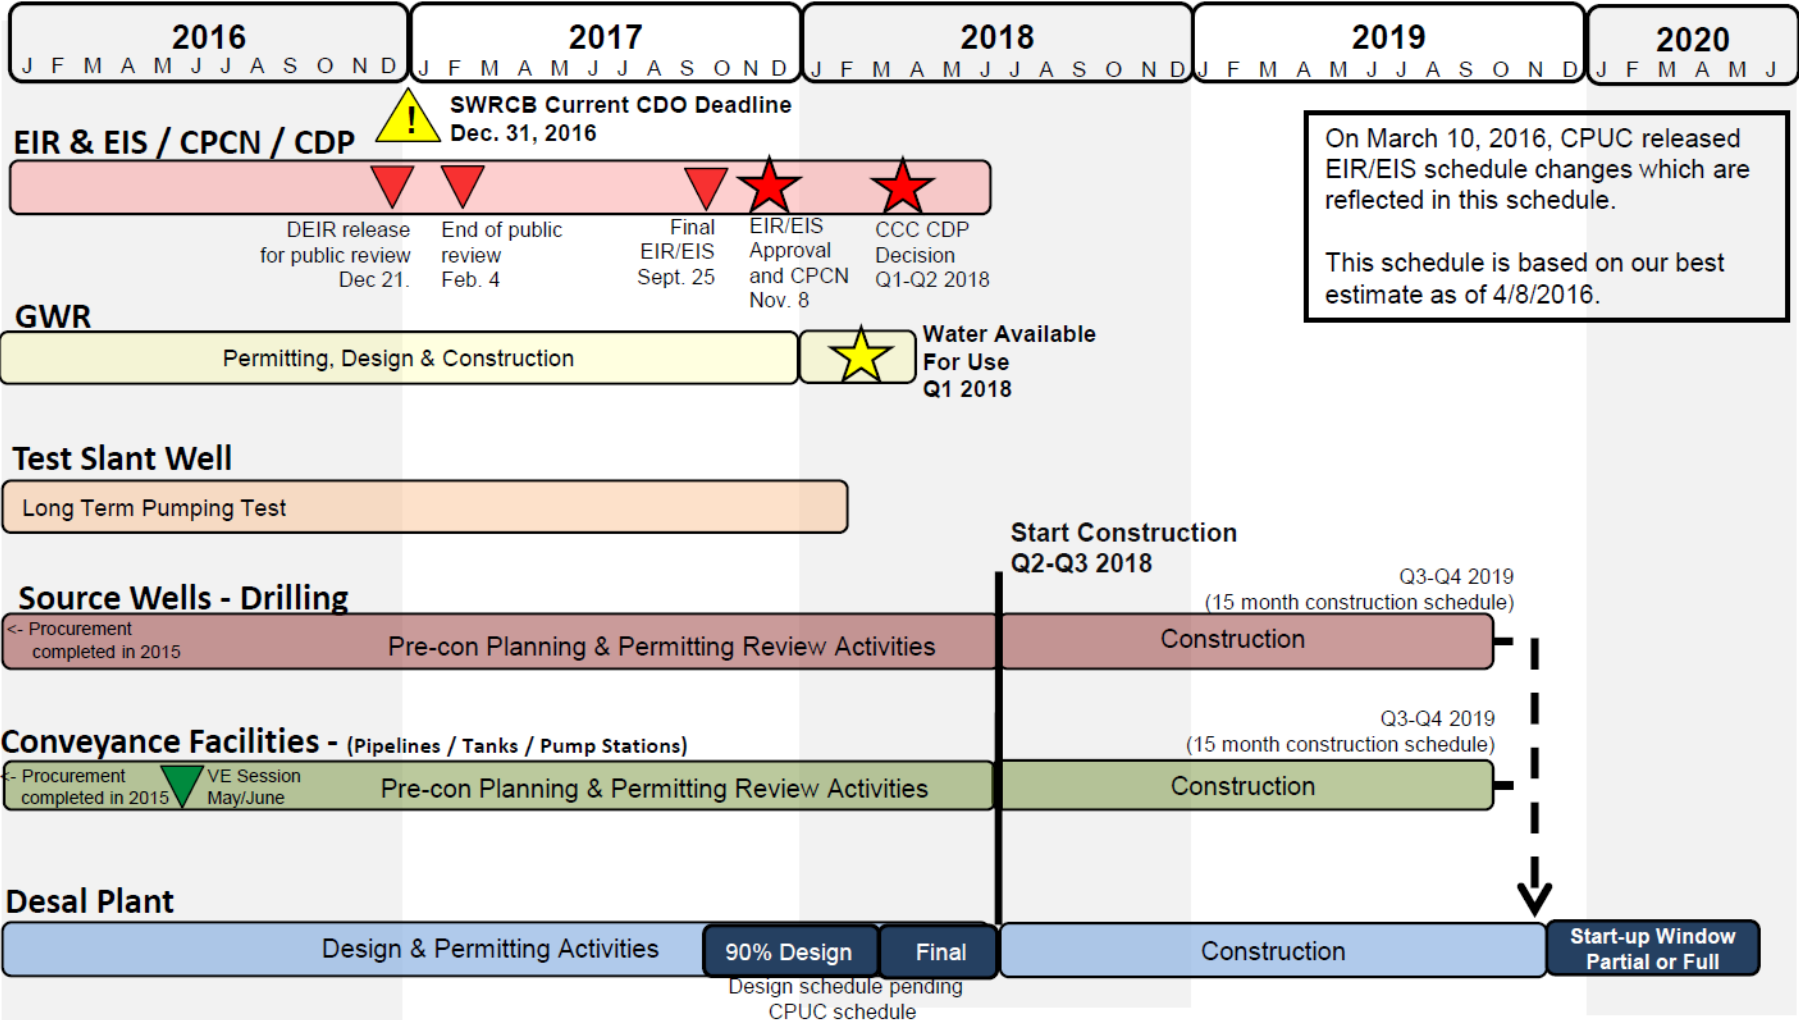 2016 2017 2018 2019 2020
J F M A M J J A S O N D J F M A M J J A S O N D J F M A M J J A S O N D J F M A M J J A S O N D J F M A M J
!
SWRCB Current CDO Deadline
Dec. 31, 2016
EIR & EIS / CPCN / CDP
DEIR release
for public review
Dec 21.
End of public
review
Feb. 4
Final
EIR/EIS
Sept. 25
EIR/EIS
Approval
and CPCN
Nov. 8
CCC CDP
Decision
Q1-Q2 2018
On March 10, 2016, CPUC released
EIR/EIS schedule changes which are
reflected in this schedule.
This schedule is based on our best
estimate as of 4/8/2016.
GWR
Permitting, Design & Construction
Water Available
For Use
Q1 2018
Test Slant Well
Long Term Pumping Test
Start Construction
Q2-Q3 2018
Source Wells - Drilling
<- Procurement
completed in 2015
Pre-con Planning & Permitting Review Activities
Q3-Q4 2019
(15 month construction schedule)
Construction
Conveyance Facilities - (Pipelines / Tanks / Pump Stations)
<- Procurement
completed in 2015
VE Session
May/June
Pre-con Planning & Permitting Review Activities
Q3-Q4 2019
(15 month construction schedule)
Construction
Desal Plant
Design & Permitting Activities
90% Design
Final
Construction
Start-up Window
Partial or Full
Design schedule pending
CPUC schedule